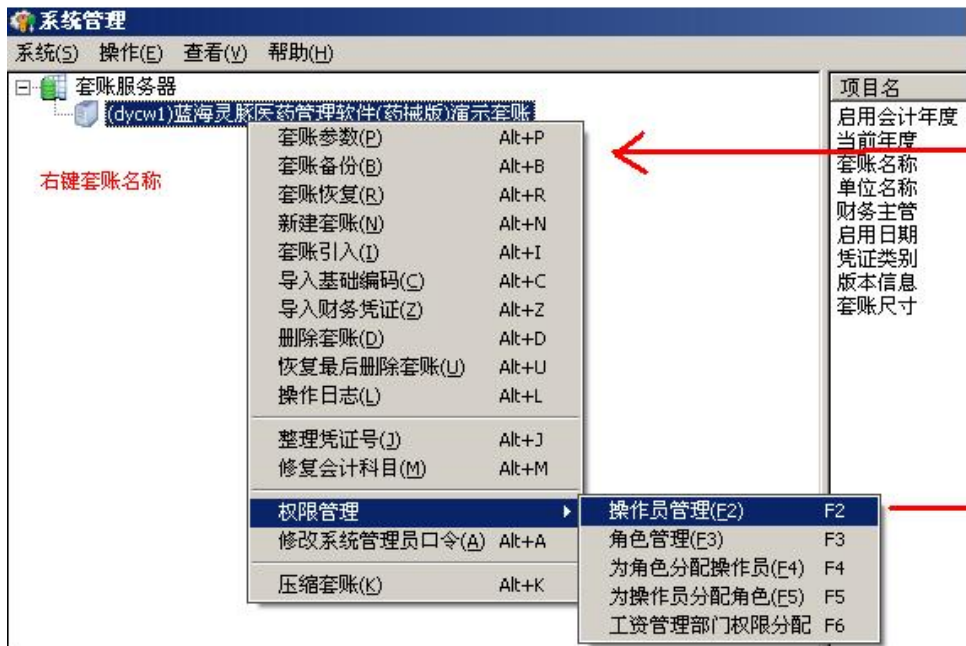 系统管理
系统(S) 操作(E) 查看(V) 帮助(H)
套账服务器
(dycw1)蓝海灵豚医药管理软件(药械版)演示套账
右键套账名称
套账参数(P) Alt+P
套账备份(B) Alt+B
套账恢复(R) Alt+R
新建套账(N) Alt+N
套账引入(I) Alt+I
导入基础编码(C) Alt+C
导入财务凭证(Z) Alt+Z
删除套账(D) Alt+D
恢复最后删除套账(U) Alt+U
操作日志(L) Alt+L
整理凭证号(J) Alt+J
修复会计科目(M) Alt+M
权限管理
修改系统管理员口令(A) Alt+A
压缩套账(K) Alt+K
操作员管理(F2) F2
角色管理(F3) F3
为角色分配操作员(F4) F4
为操作员分配角色(F5) F5
工资管理部门权限分配 F6
项目名
启用会计年度
当前年度
套账名称
单位名称
财务主管
启用日期
凭证类别
版本信息
套账尺寸